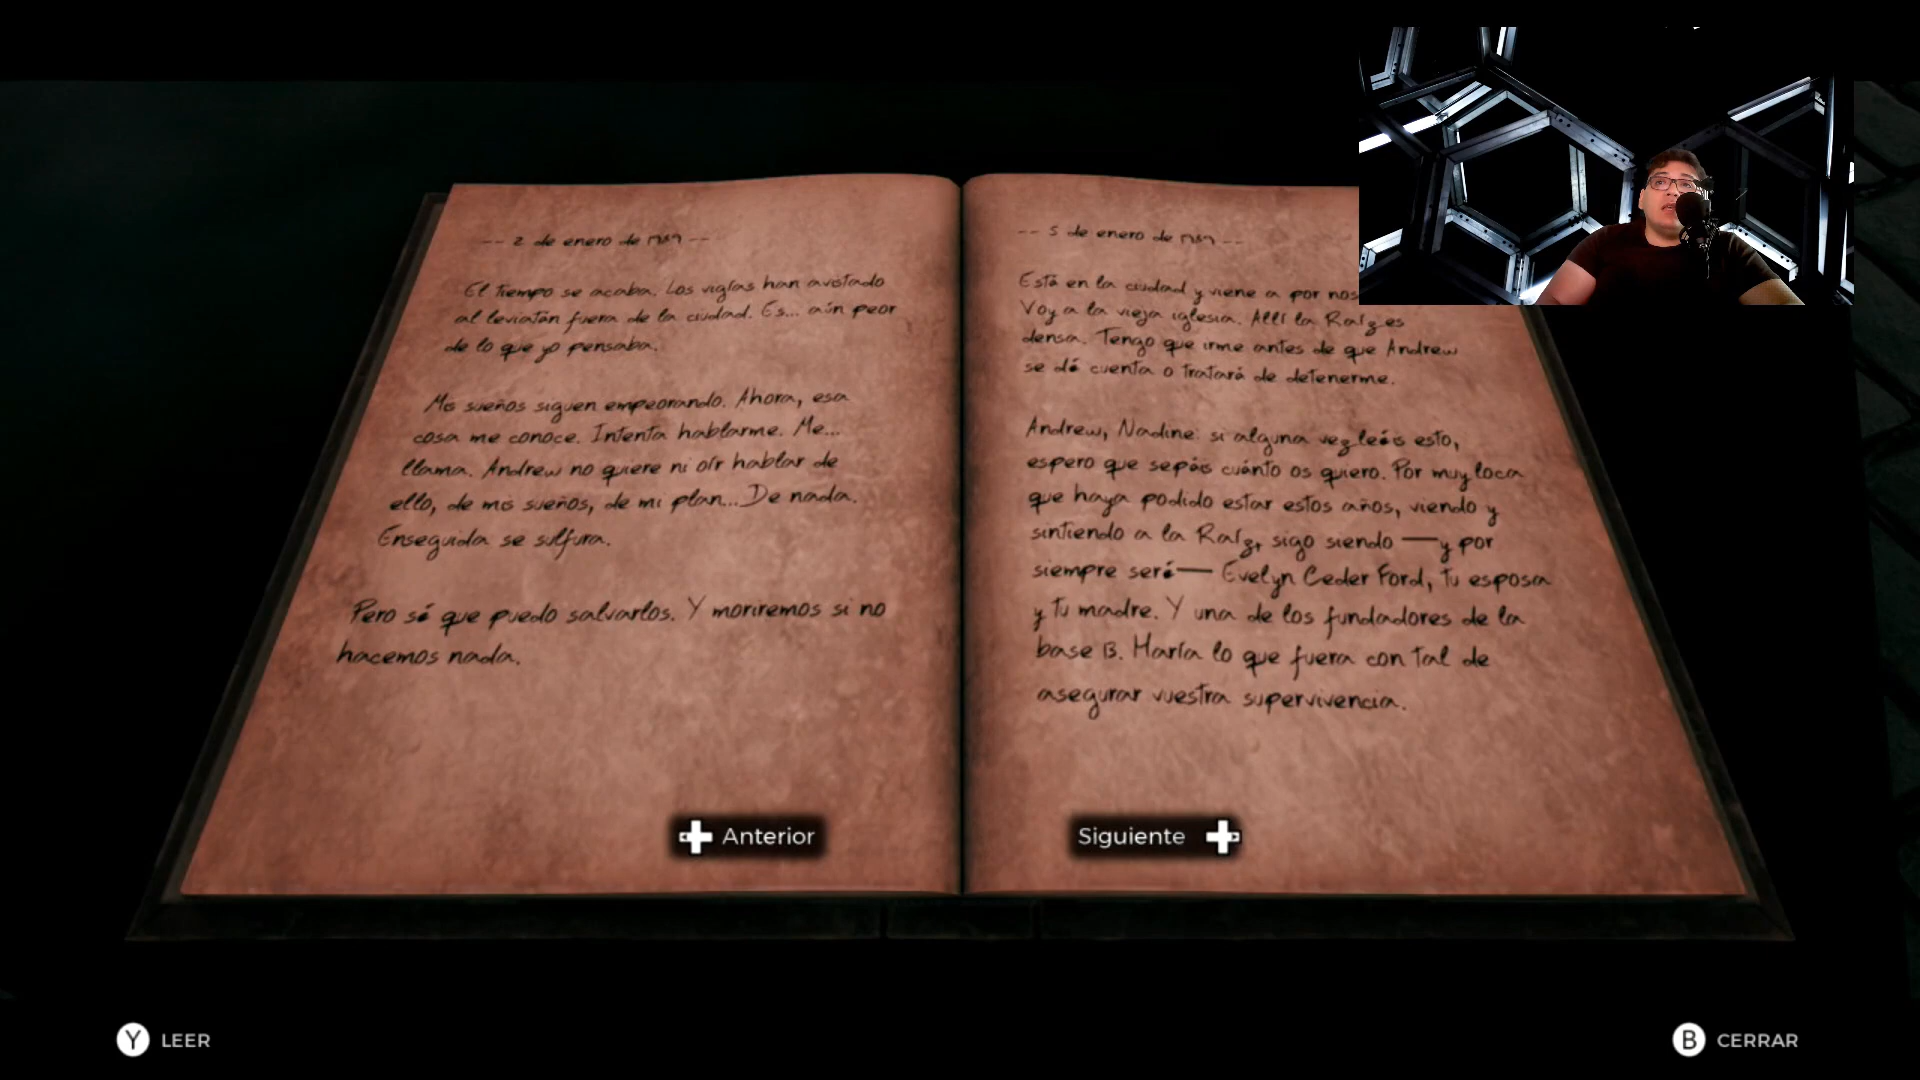 -- 2 de enero de 1989 --
El tiempo se acaba. Los vigías han avistado
al leviatán fuera de la ciudad. Es... aún peor
de lo que yo pensaba.
Mis sueños siguen empeorando. Ahora, esa
cosa me conoce. Intenta hablarme. Me...
llama. Andrew no quiere ni oír hablar de
ello, de mis sueños, de mi plan... De nada.
Enseguida se sulfura.
Pero sé que puedo salvarlos. Y moriremos si no
hacemos nada.
-- 5 de enero de 1989 --
Está en la ciudad y viene a por
Voy a la vieja iglesia. Allí la Raíz es
densa. Tengo que irme antes de que Andrew
se dé cuenta o tratará de detenerme.
Andrew, Nadine: si alguna vez leéis esto,
espero que sepáis cuánto os quiero. Por muy loca
que haya podido estar estos años, viendo y
sintiendo a la Raíz, sigo siendo —y por
siempre seré— Evelyn Ceder Ford, tu esposa
y tu madre. Y una de los fundadores de la
base B. Haría lo que fuera con tal de
asegurar vuestra supervivencia.
Anterior
Siguiente
Y LEER
B CERRAR